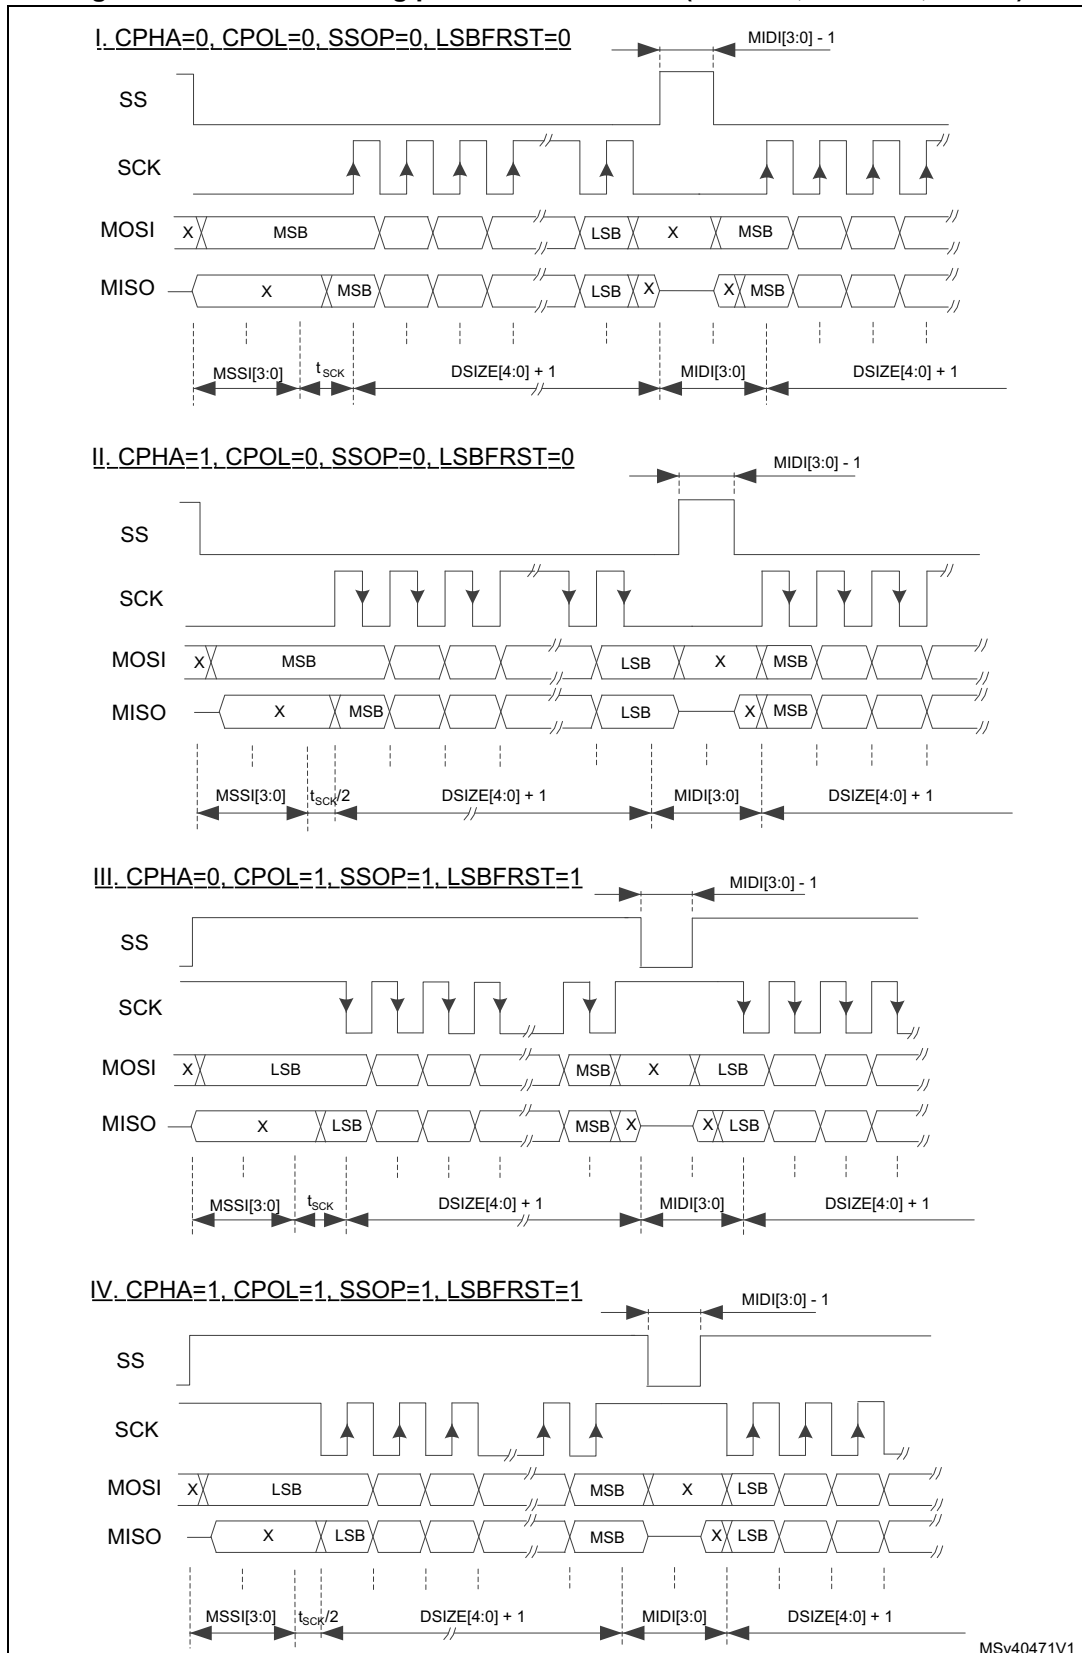 I. CPHA=0, CPOL=0, SSOP=0, LSBFRST=0
MIDI[3:0] - 1
SS
SCK
MOSI X MSB LSB X MSB
MISO X MSB LSB X X MSB
MSSI[3:0] tSCK DSIZE[4:0] + 1 MIDI[3:0] DSIZE[4:0] + 1
II. CPHA=1, CPOL=0, SSOP=0, LSBFRST=0
MIDI[3:0] - 1
SS
SCK
MOSI X MSB LSB X MSB
MISO X MSB LSB X MSB
MSSI[3:0] tSCK/2 DSIZE[4:0] + 1 MIDI[3:0] DSIZE[4:0] + 1
III. CPHA=0, CPOL=1, SSOP=1, LSBFRST=1
MIDI[3:0] - 1
SS
SCK
MOSI X LSB MSB X LSB
MISO X LSB MSB X X LSB
MSSI[3:0] tSCK DSIZE[4:0] + 1 MIDI[3:0] DSIZE[4:0] + 1
IV. CPHA=1, CPOL=1, SSOP=1, LSBFRST=1
MIDI[3:0] - 1
SS
SCK
MOSI X LSB MSB X LSB
MISO X LSB MSB X LSB
MSSI[3:0] tSCK/2 DSIZE[4:0] + 1 MIDI[3:0] DSIZE[4:0] + 1
MSv40471V1